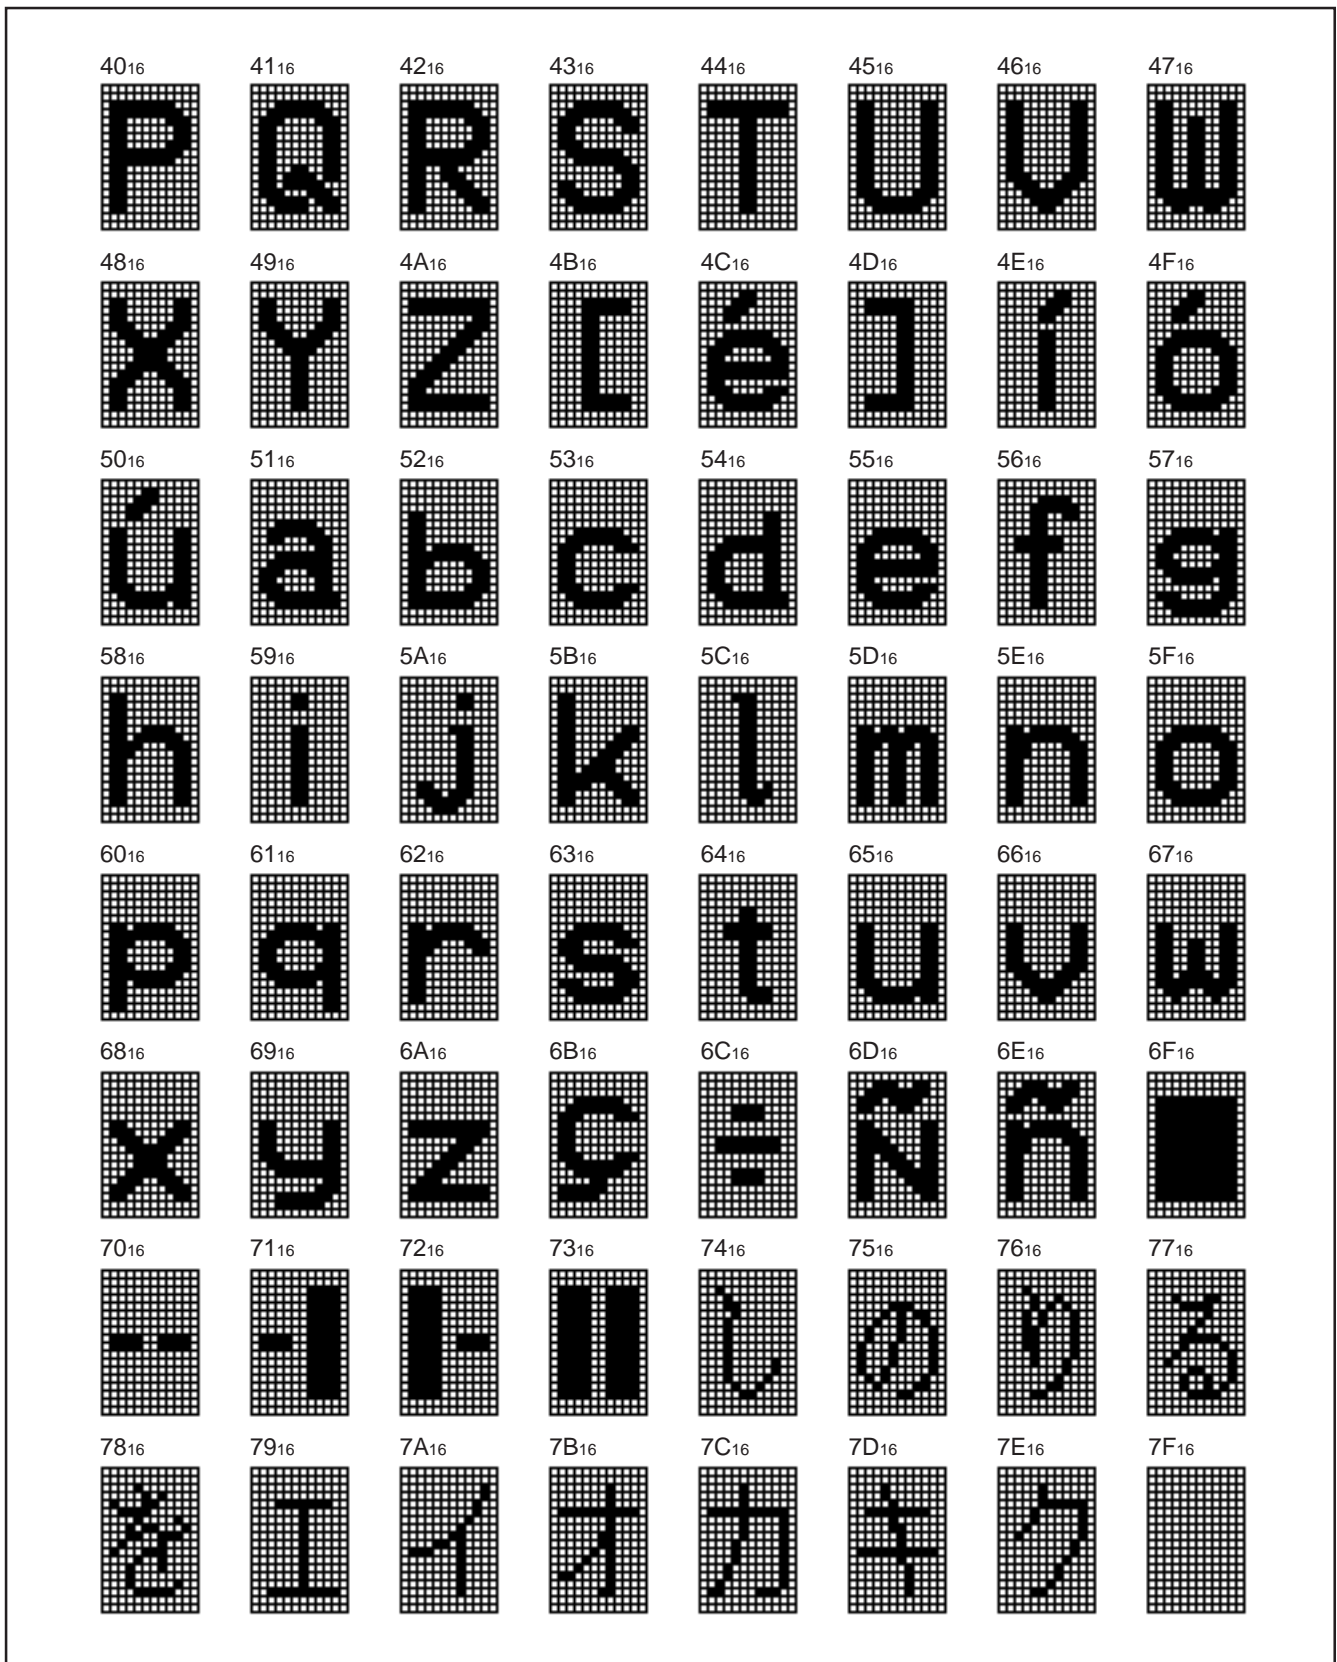 40₁₆ 41₁₆ 42₁₆ 43₁₆ 44₁₆ 45₁₆ 46₁₆ 47₁₆
P Q R S T U V W
48₁₆ 49₁₆ 4A₁₆ 4B₁₆ 4C₁₆ 4D₁₆ 4E₁₆ 4F₁₆
X Y Z [ é ] í ó
50₁₆ 51₁₆ 52₁₆ 53₁₆ 54₁₆ 55₁₆ 56₁₆ 57₁₆
ú a b c d e f g
58₁₆ 59₁₆ 5A₁₆ 5B₁₆ 5C₁₆ 5D₁₆ 5E₁₆ 5F₁₆
h i j k l m n o
60₁₆ 61₁₆ 62₁₆ 63₁₆ 64₁₆ 65₁₆ 66₁₆ 67₁₆
p q r s t u v w
68₁₆ 69₁₆ 6A₁₆ 6B₁₆ 6C₁₆ 6D₁₆ 6E₁₆ 6F₁₆
x y z ç ÷ Ñ ñ ■
70₁₆ 71₁₆ 72₁₆ 73₁₆ 74₁₆ 75₁₆ 76₁₆ 77₁₆
-- -▌ ▌- ▌▌ し の り る
78₁₆ 79₁₆ 7A₁₆ 7B₁₆ 7C₁₆ 7D₁₆ 7E₁₆ 7F₁₆
を エ イ オ カ キ ク